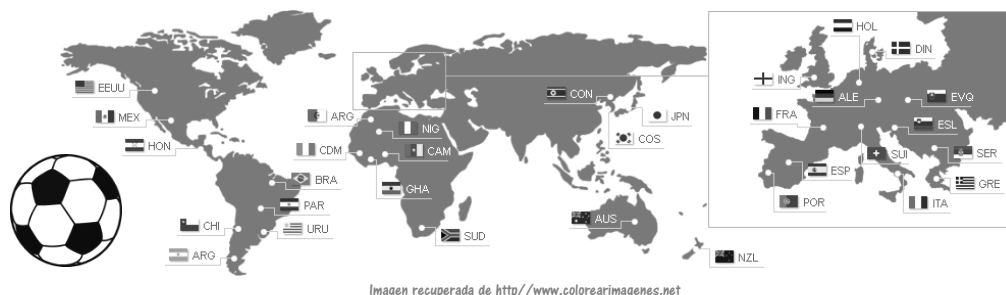 HOL
DIN
ING
EEUU
CON
ALE
EVQ
MEX
ARG
JPN
FRA
NIG
ESL
COS
HON
CDM
CAM
SUI
SER
ESP
BRA
GHA
GRE
POR
ITA
PAR
AUS
CHI
URU
SUD
ARG
NZL
Imagen recuperada de http//www.colorearimagenes.net